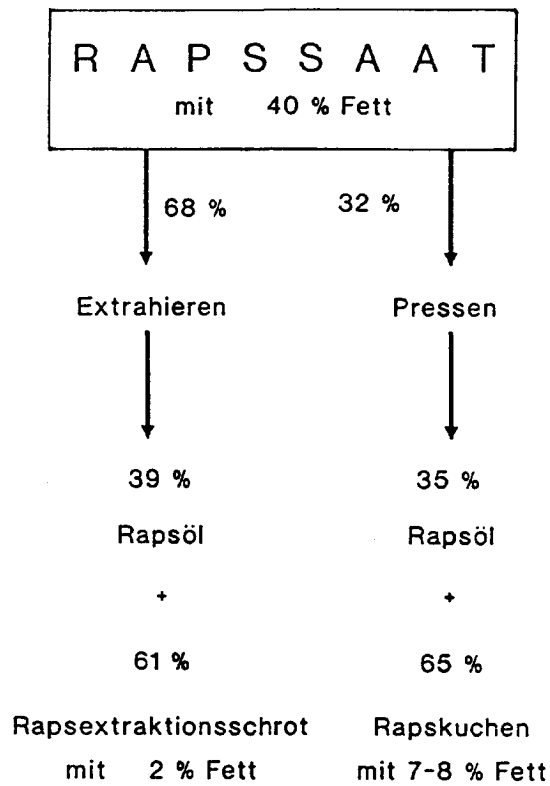 RAPSSAAT
mit 40 % Fett
68 % 32 %
Extrahieren Pressen
39 % 35 %
Rapsöl Rapsöl
+ +
61 % 65 %
Rapsextraktionsschrot Rapskuchen
mit 2 % Fett mit 7-8 % Fett